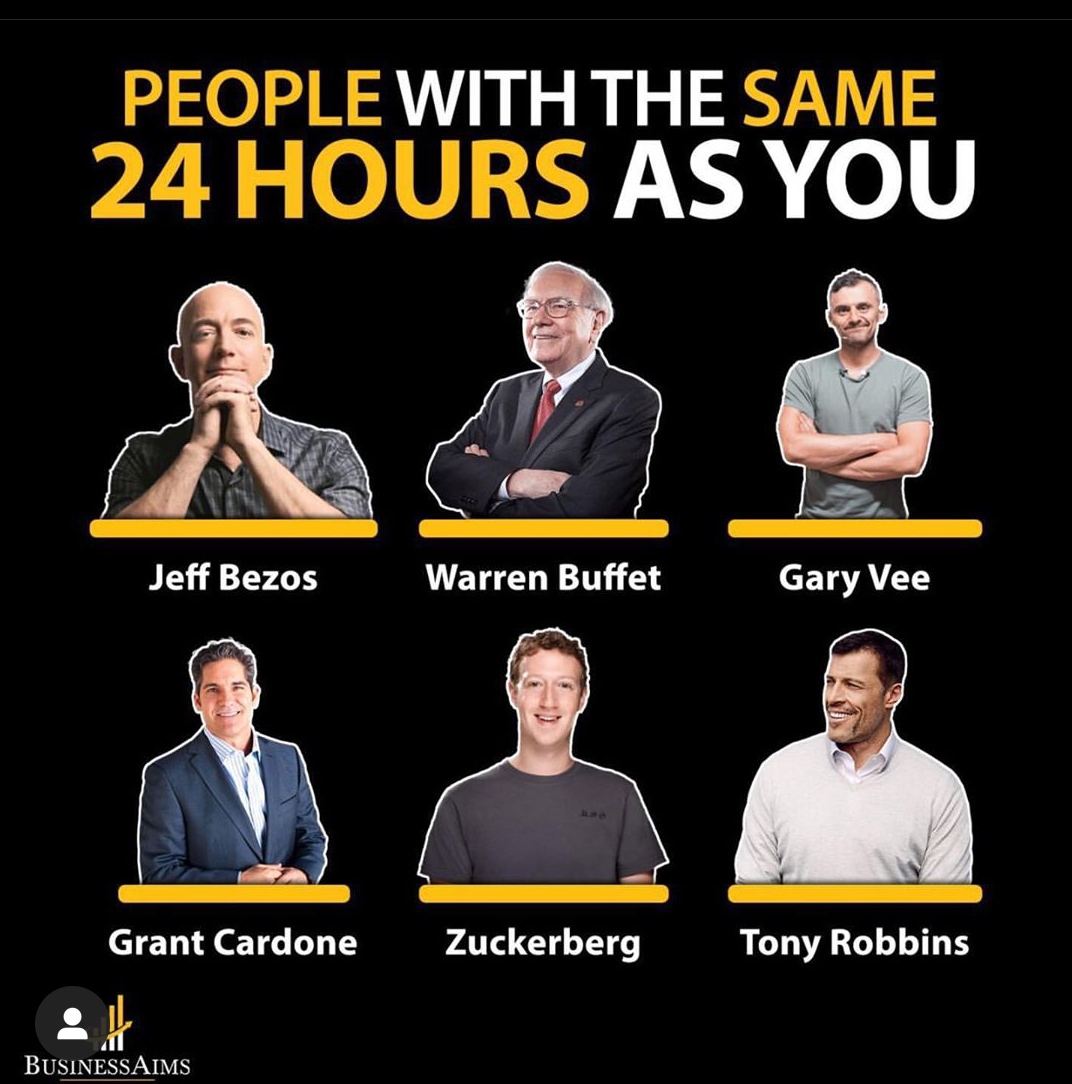 PEOPLE WITH THE SAME
24 HOURS AS YOU
Jeff Bezos
Warren Buffet
Gary Vee
Grant Cardone
Zuckerberg
Tony Robbins
BUSINESSAIMS